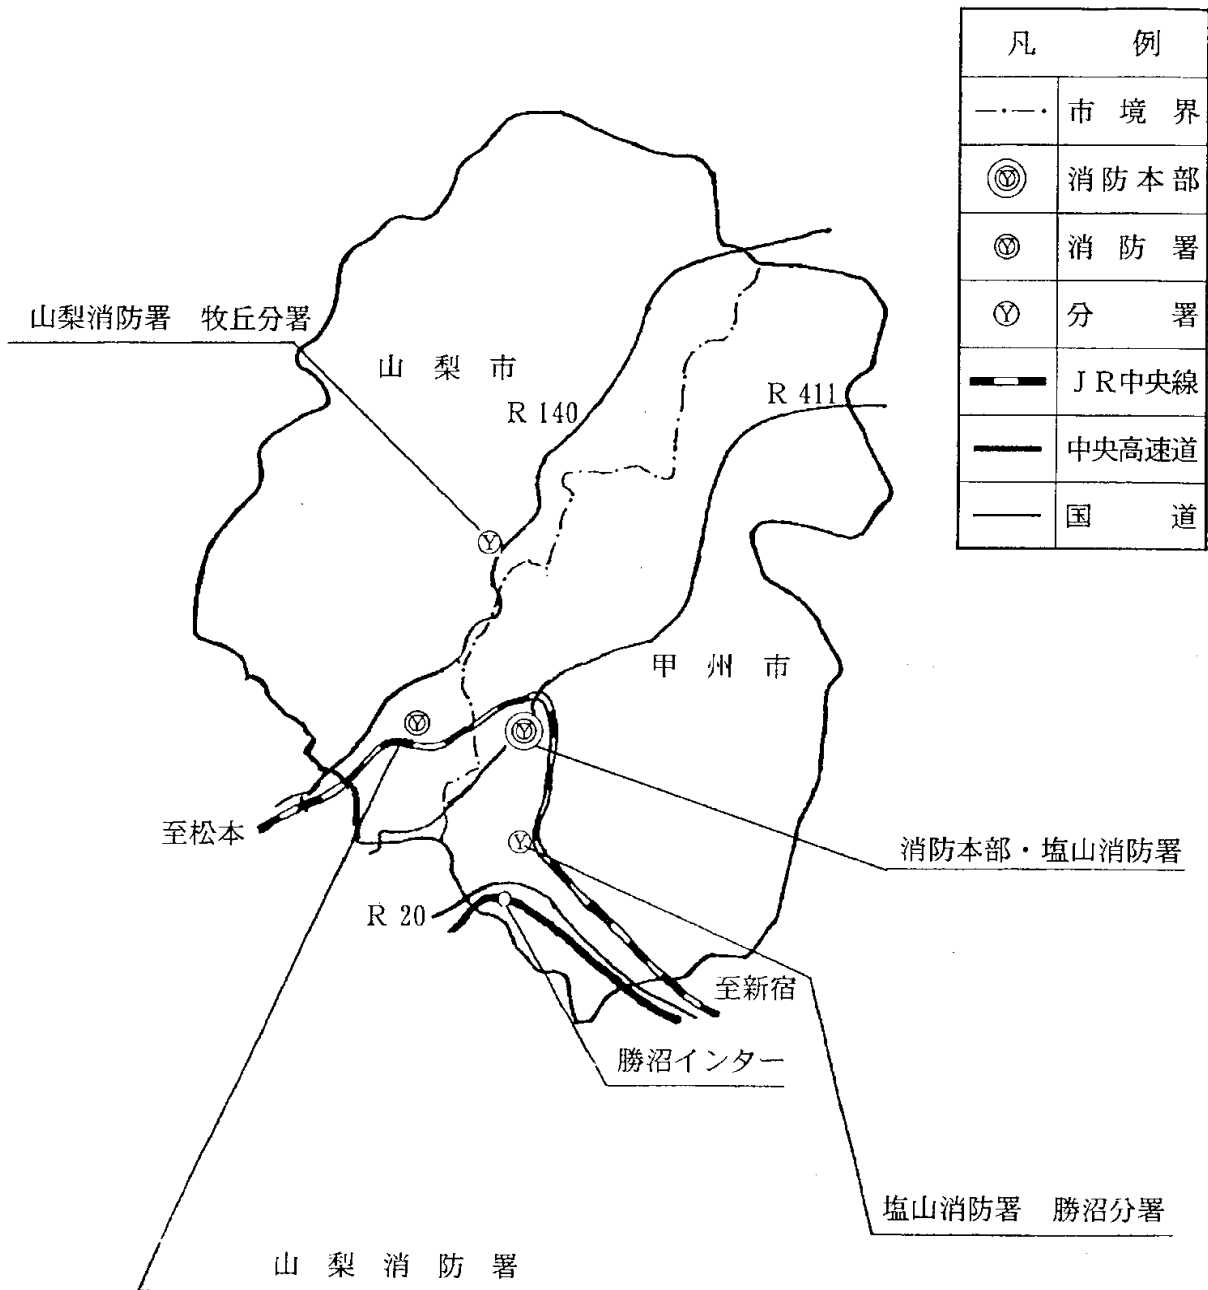 凡 例
市境界
Ⓨ 消防本部
Ⓨ 消防署
Ⓨ 分署
JR中央線
中央高速道
国道
山梨消防署 牧丘分署
山梨市
R 140
R 411
Ⓨ
甲州市
Ⓨ
Ⓨ
至松本
Ⓨ
消防本部・塩山消防署
R 20
至新宿
勝沼インター
塩山消防署 勝沼分署
山梨消防署